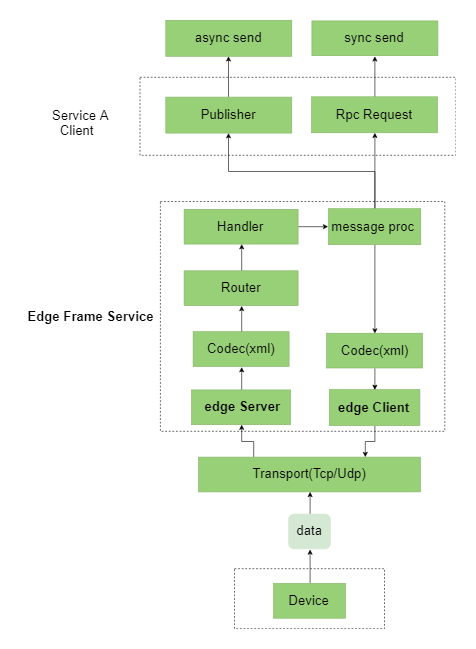 async send
sync send
Service A
Client
Publisher
Rpc Request
Handler
message proc
Router
Edge Frame Service
Codec(xml)
Codec(xml)
edge Server
edge Client
Transport(Tcp/Udp)
data
Device